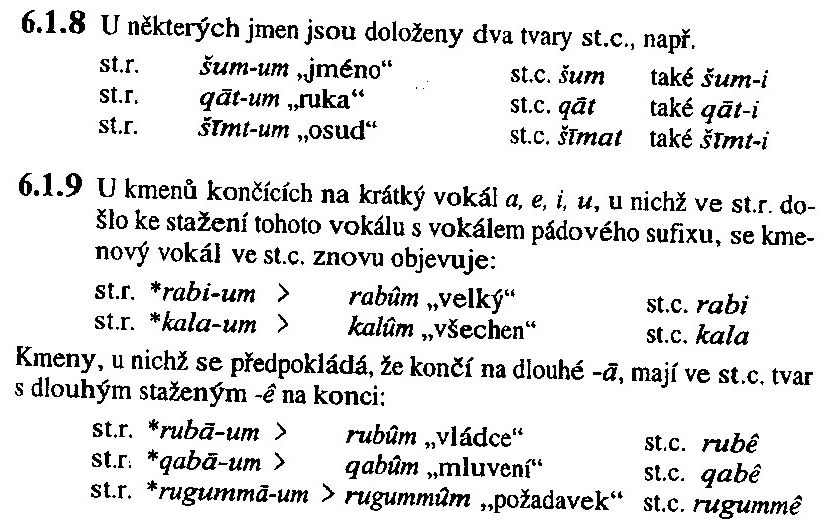 6.1.8 U některých jmen jsou doloženy dva tvary st.c., např.
st.r. šum-um „jméno“ st.c. šum také šum-i
st.r. qāt-um „ruka“ st.c. qāt také qāt-i
st.r. šīmt-um „osud“ st.c. šīmat také šīmt-i
6.1.9 U kmenů končících na krátký vokál a, e, i, u, u nichž ve st.r. do-
šlo ke stažení tohoto vokálu s vokálem pádového sufixu, se kme-
nový vokál ve st.c. znovu objevuje:
st.r. *rabi-um > rabûm „velký“ st.c. rabi
st.r. *kala-um > kalûm „všechen“ st.c. kala
Kmeny, u nichž se předpokládá, že končí na dlouhé -ā, mají ve st.c. tvar
s dlouhým staženým -ê na konci:
st.r. *rubā-um > rubûm „vládce“ st.c. rubê
st.r. *qabā-um > qabûm „mluvení“ st.c. qabê
st.r. *rugummā-um > rugummûm „požadavek“ st.c. rugummê